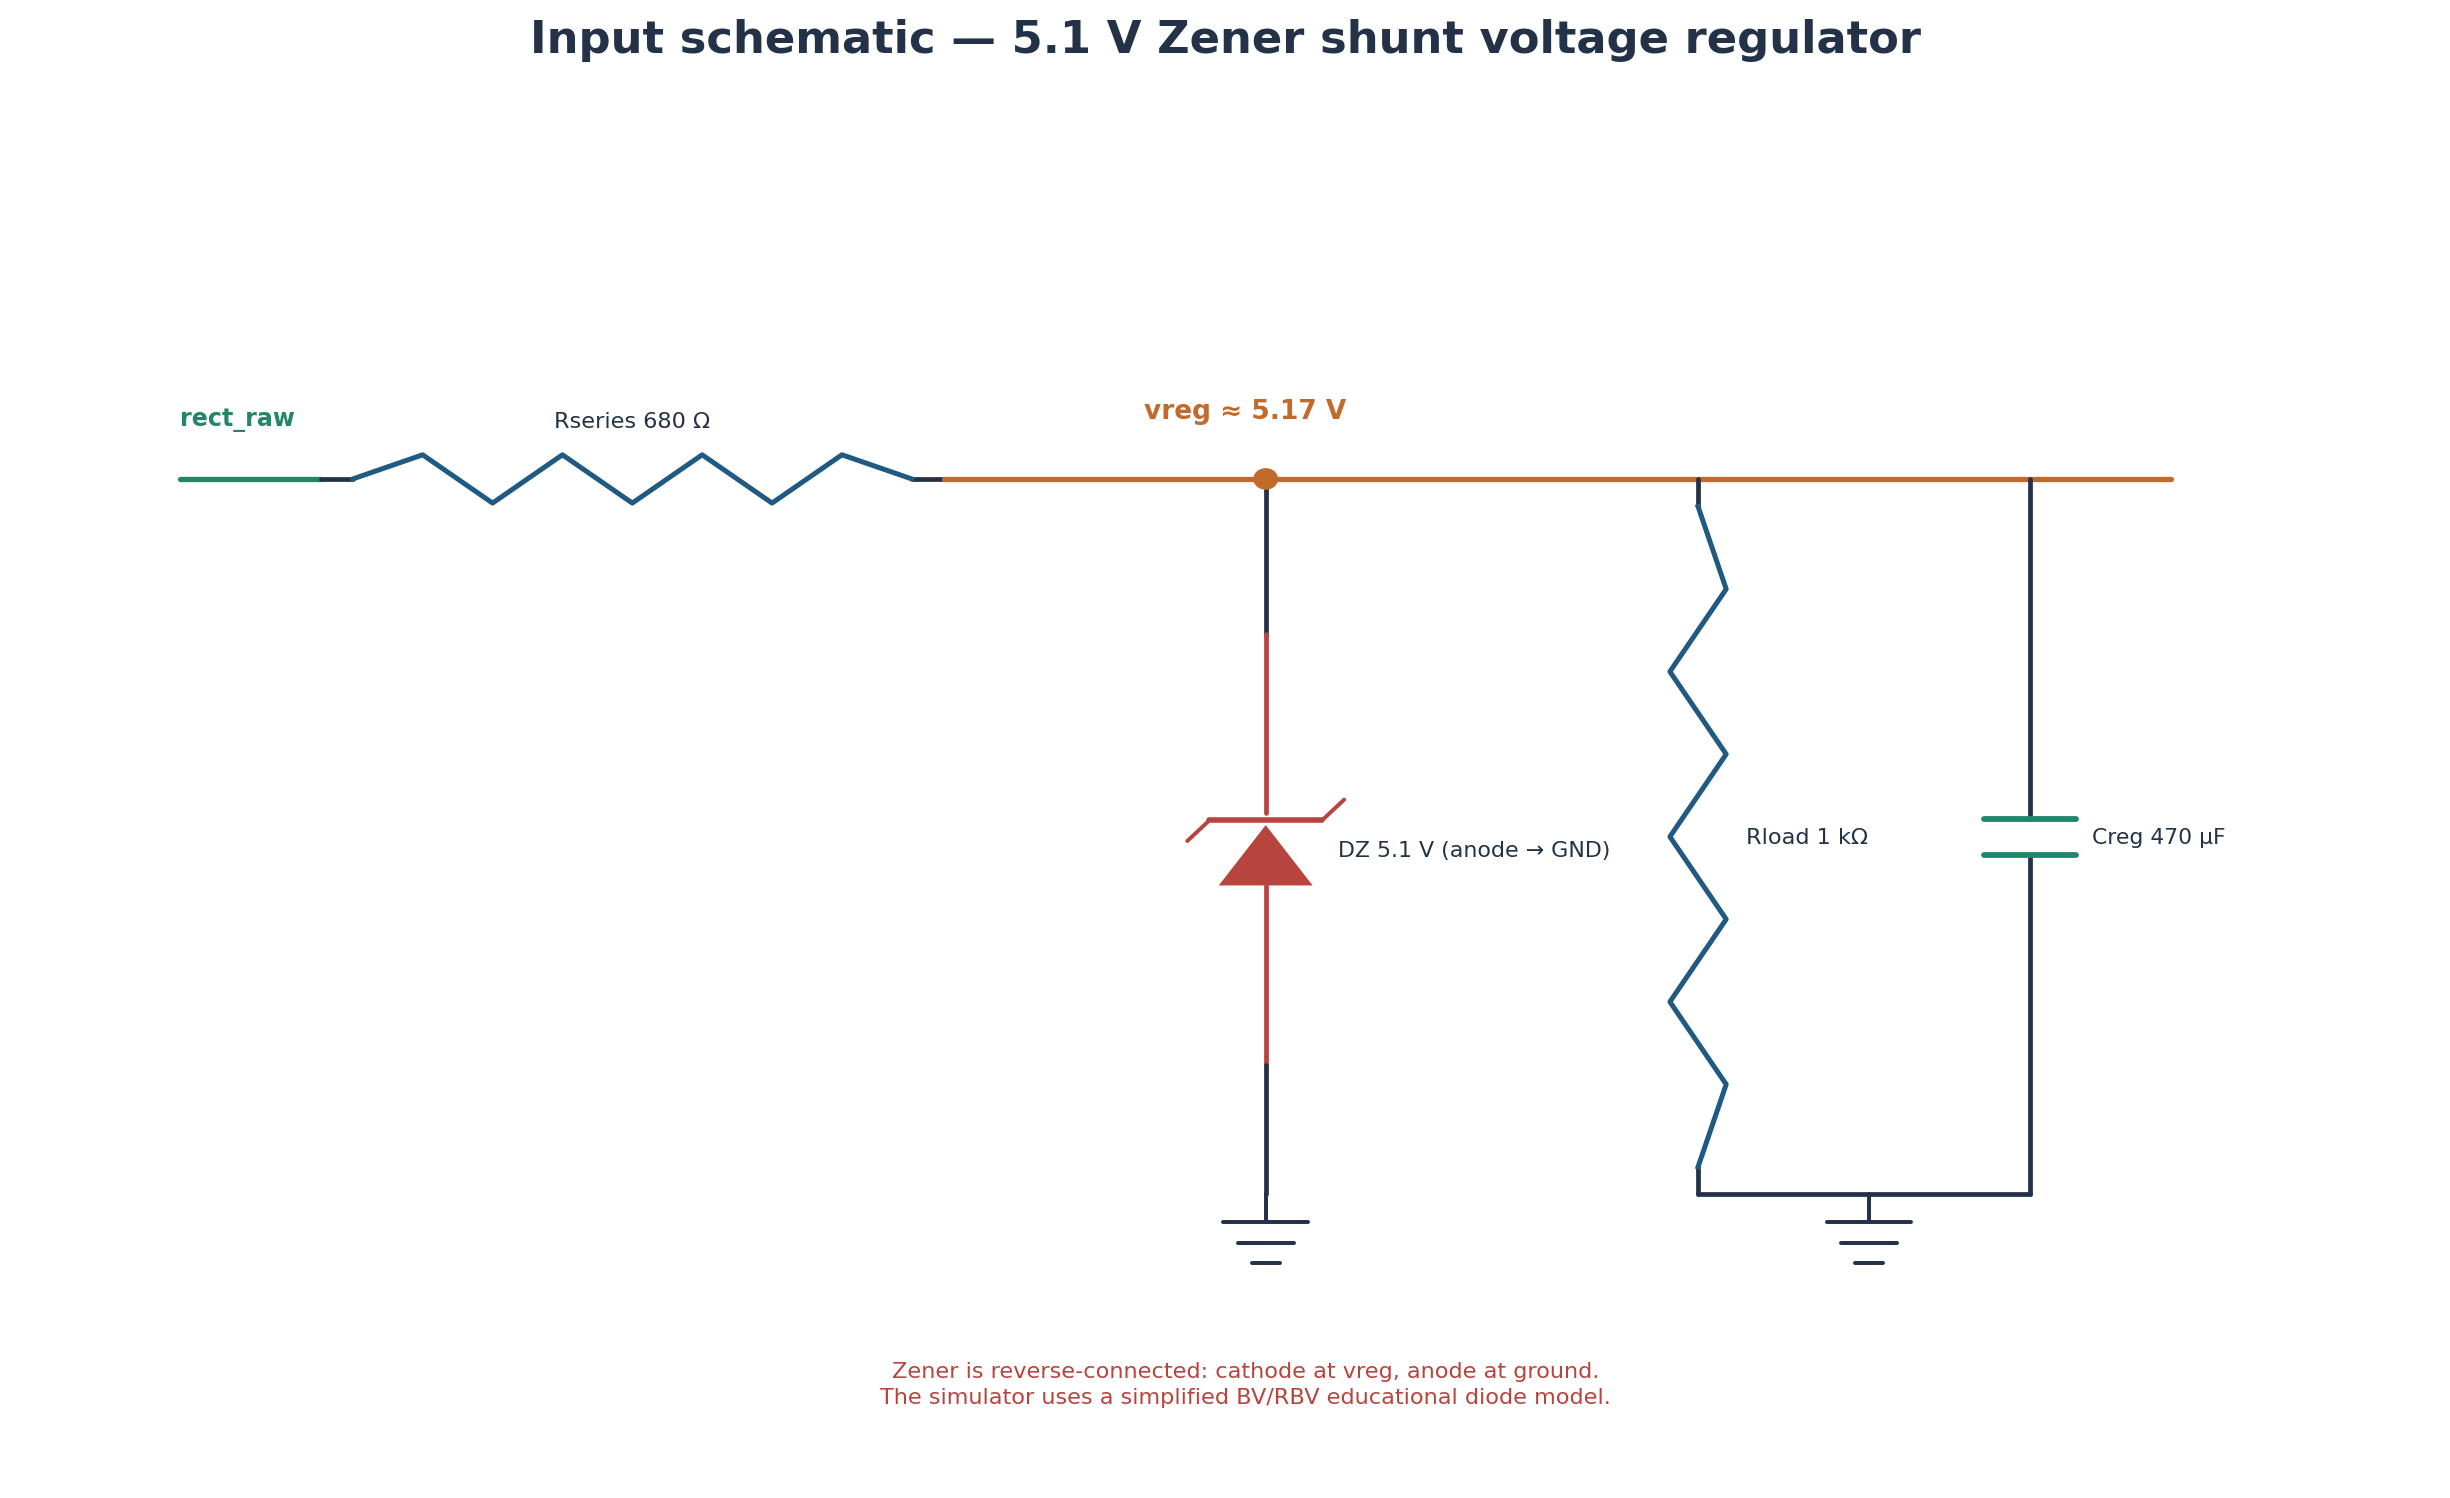 Input schematic — 5.1 V Zener shunt voltage regulator
rect_raw
Rseries 680 Ω
vreg ≈ 5.17 V
DZ 5.1 V (anode → GND)
Rload 1 kΩ
Creg 470 µF
Zener is reverse-connected: cathode at vreg, anode at ground.
The simulator uses a simplified BV/RBV educational diode model.